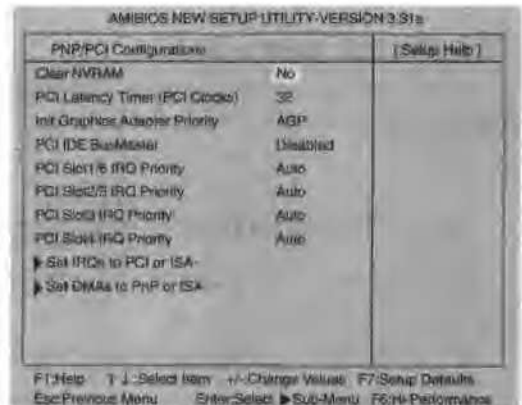 AMIBIOS NEW SETUP UTILITY-VERSION 3.31a
PNP/PCI Configurations [Setup Help]
Clear NVRAM No
PCI Latency Timer (PCI Clocks) 32
Init Graphics Adapter Priority AGP
PCI IDE BusMaster Disabled
PCI Slot1/6 IRQ Priority Auto
PCI Slot2/5 IRQ Priority Auto
PCI Slot3 IRQ Priority Auto
PCI Slot4 IRQ Priority Auto
▶ Set IRQs to PCI or ISA
▶ Set DMAs to PnP or ISA
F1:Help ↑ ↓:Select Item +/-:Change Values F7:Setup Defaults
Esc:Previous Menu Enter:Select ▶Sub-Menu F6:Hi-Performance